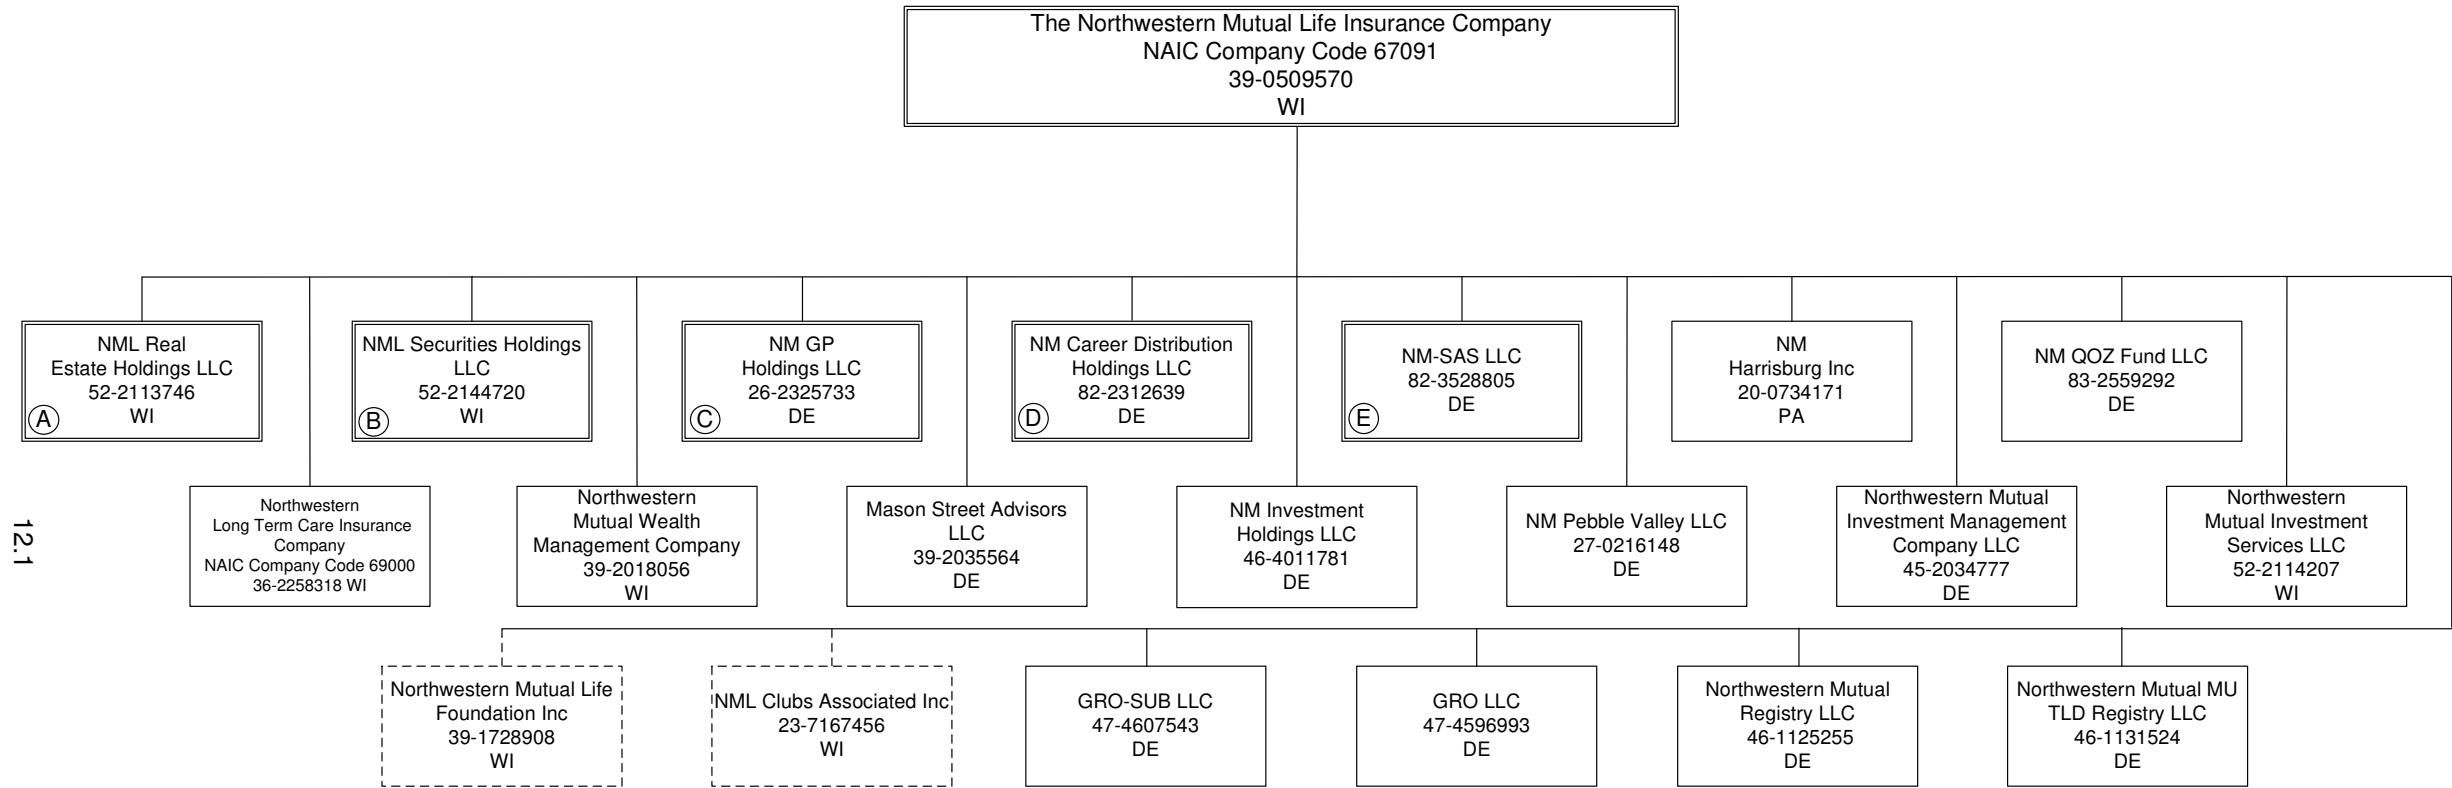 The Northwestern Mutual Life Insurance Company
NAIC Company Code 67091
39-0509570
WI
NML Real
Estate Holdings LLC
52-2113746
WI
A
NML Securities Holdings
LLC
52-2144720
WI
B
NM GP
Holdings LLC
26-2325733
DE
C
NM Career Distribution
Holdings LLC
82-2312639
DE
D
NM-SAS LLC
82-3528805
DE
E
NM
Harrisburg Inc
20-0734171
PA
NM QOZ Fund LLC
83-2559292
DE
Northwestern
Long Term Care Insurance
Company
NAIC Company Code 69000
36-2258318 WI
Northwestern
Mutual Wealth
Management Company
39-2018056
WI
Mason Street Advisors
LLC
39-2035564
DE
NM Investment
Holdings LLC
46-4011781
DE
NM Pebble Valley LLC
27-0216148
DE
Northwestern Mutual
Investment Management
Company LLC
45-2034777
DE
Northwestern
Mutual Investment
Services LLC
52-2114207
WI
12.1
Northwestern Mutual Life
Foundation Inc
39-1728908
WI
NML Clubs Associated Inc
23-7167456
WI
GRO-SUB LLC
47-4607543
DE
GRO LLC
47-4596993
DE
Northwestern Mutual
Registry LLC
46-1125255
DE
Northwestern Mutual MU
TLD Registry LLC
46-1131524
DE